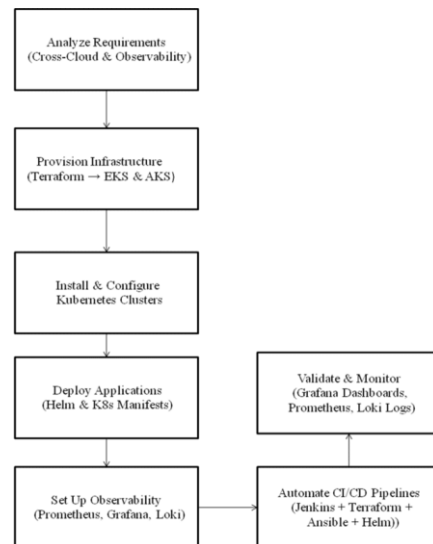 Analyze Requirements
(Cross-Cloud & Observability)
Provision Infrastructure
(Terraform → EKS & AKS)
Install & Configure
Kubernetes Clusters
Deploy Applications
(Helm & K8s Manifests)
Set Up Observability
(Prometheus, Grafana, Loki)
Automate CI/CD Pipelines
(Jenkins + Terraform +
Ansible + Helm))
Validate & Monitor
(Grafana Dashboards,
Prometheus, Loki Logs)